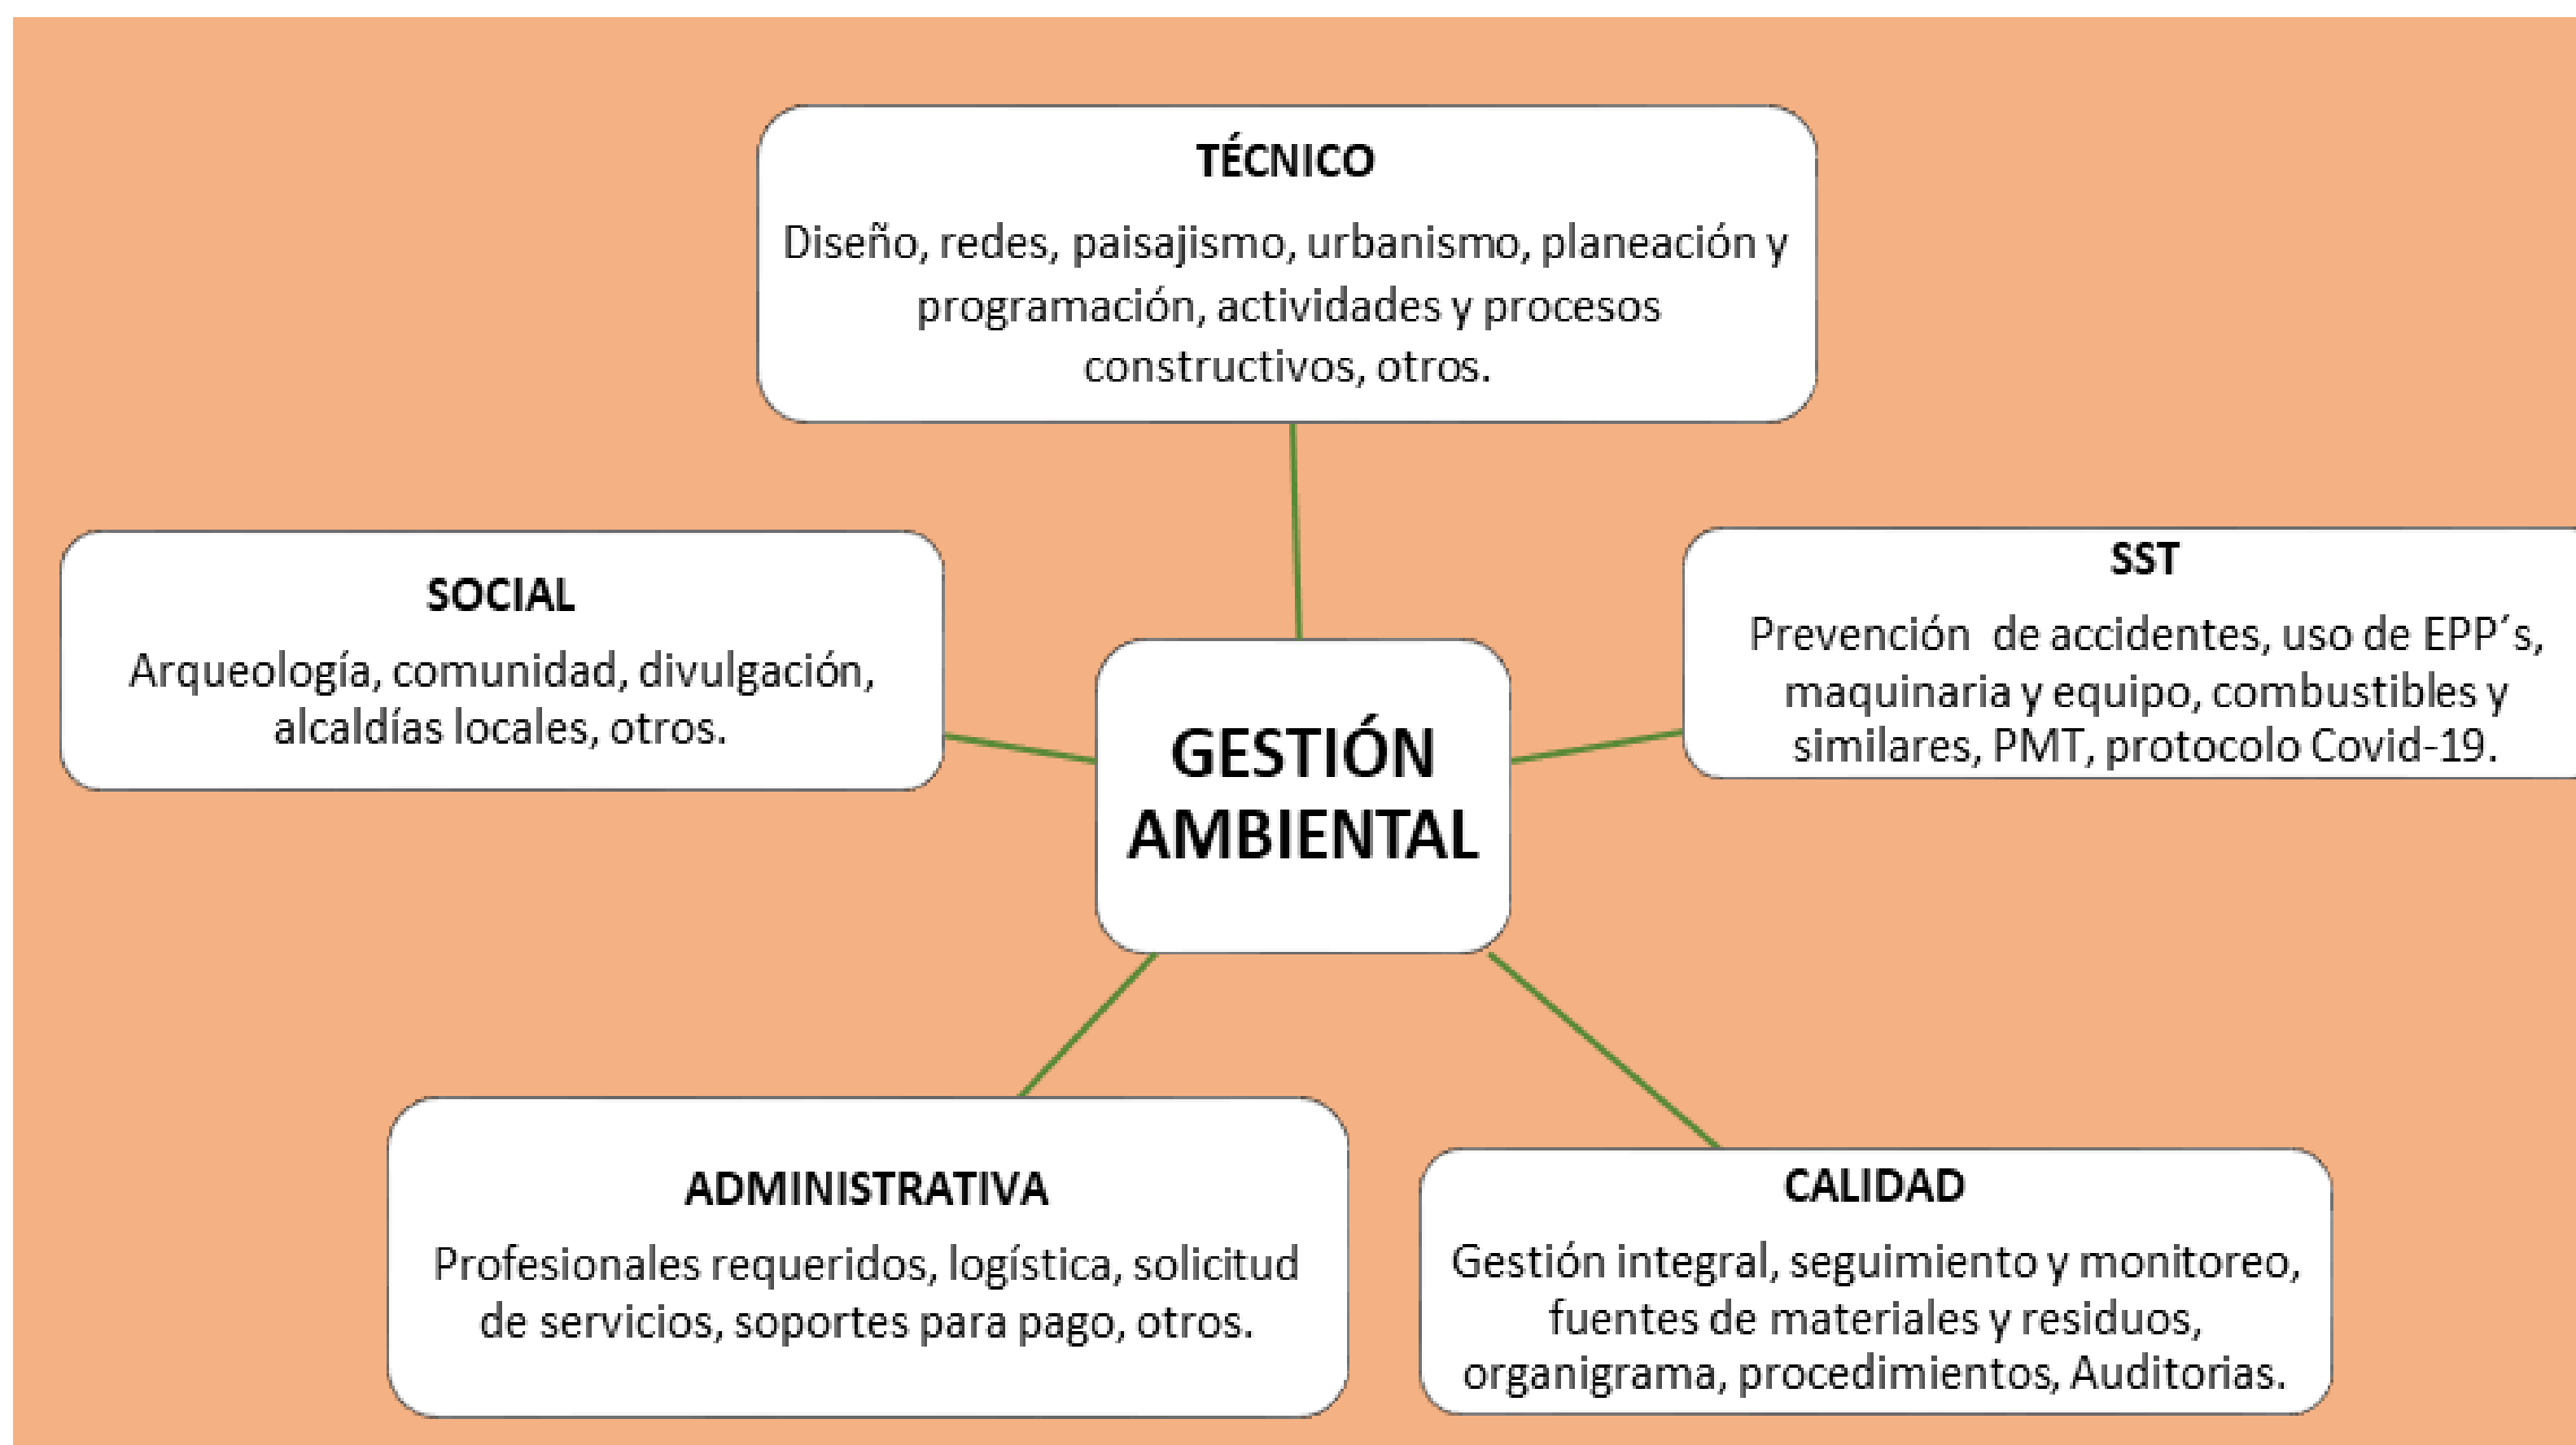 TÉCNICO
Diseño, redes, paisajismo, urbanismo, planeación y
programación, actividades y procesos
constructivos, otros.
SOCIAL
Arqueología, comunidad, divulgación,
alcaldías locales, otros.
SST
Prevención de accidentes, uso de EPP´s,
maquinaria y equipo, combustibles y
similares, PMT, protocolo Covid-19.
GESTIÓN
AMBIENTAL
ADMINISTRATIVA
Profesionales requeridos, logística, solicitud
de servicios, soportes para pago, otros.
CALIDAD
Gestión integral, seguimiento y monitoreo,
fuentes de materiales y residuos,
organigrama, procedimientos, Auditorias.